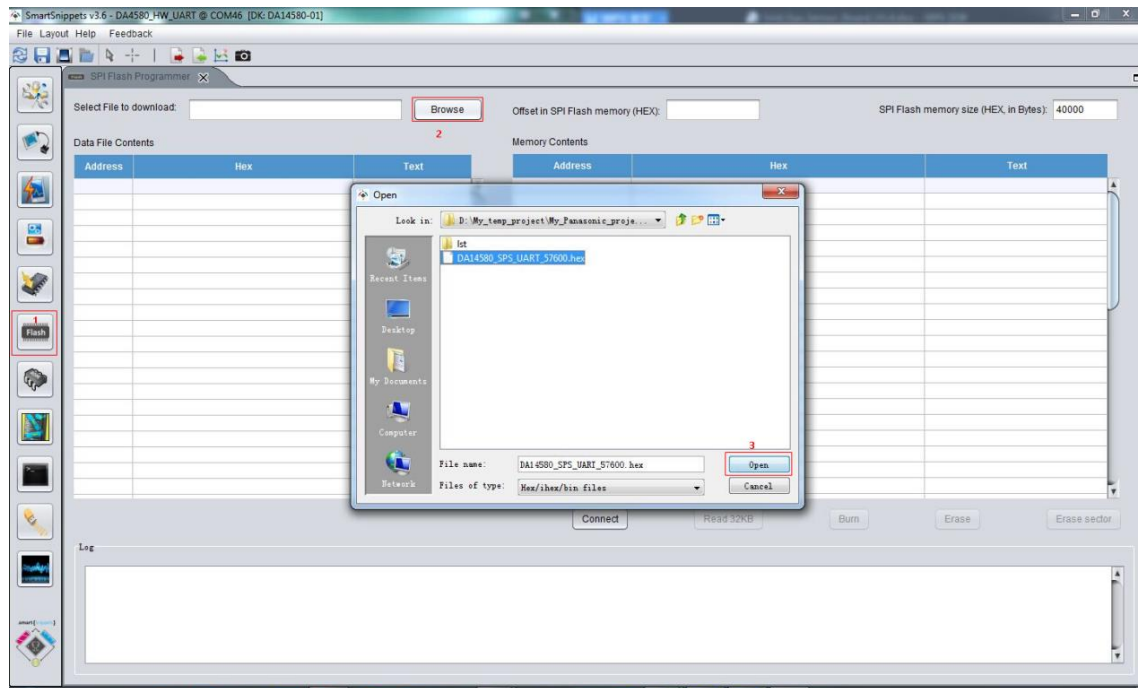 SmartSnippets v3.6 - DA4580_HW_UART @ COM46 [DK: DA14580-01]
File Layout Help Feedback
SPI Flash Programmer
Select File to download:
Browse
Offset in SPI Flash memory (HEX):
SPI Flash memory size (HEX, in Bytes): 40000
2
Data File Contents
Memory Contents
Address Hex Text
Address Hex Text
Open
Look in: D:\My_temp_project\My_Panasonic_proje...
lst
DA14580_SPS_UART_57600.hex
Recent Items
Desktop
My Documents
Computer
Network
3
File name: DA14580_SPS_UART_57600.hex
Open
Files of type: Hex/ihex/bin files
Cancel
1
Flash
Connect
Read 32KB
Burn
Erase
Erase sector
Log